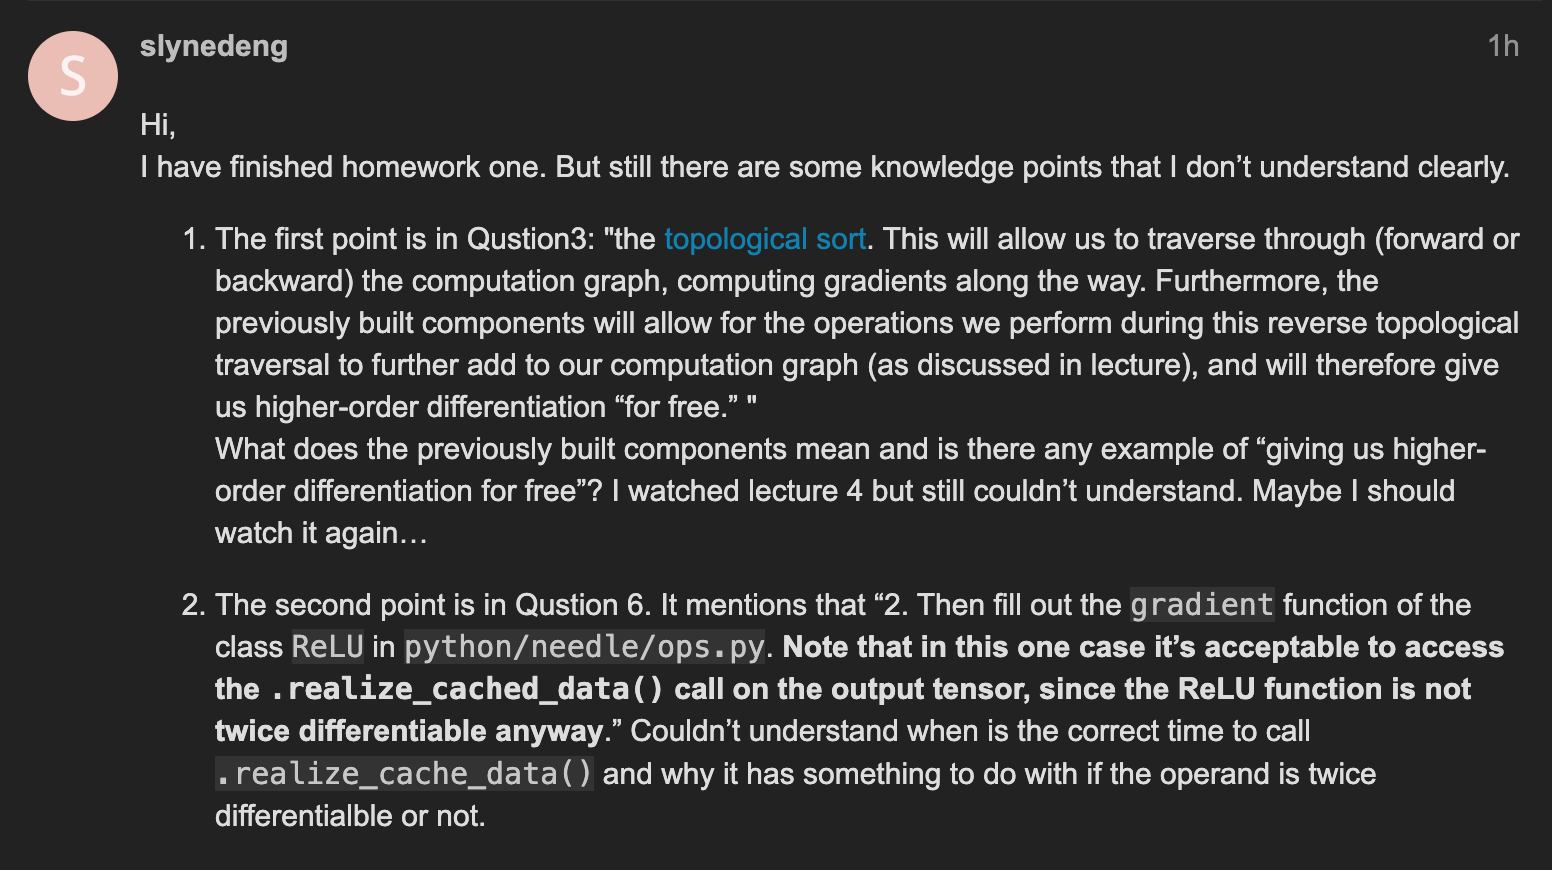 S
slynedeng
1h
Hi,
I have finished homework one. But still there are some knowledge points that I don’t understand clearly.
1. The first point is in Qustion3: "the topological sort. This will allow us to traverse through (forward or
backward) the computation graph, computing gradients along the way. Furthermore, the
previously built components will allow for the operations we perform during this reverse topological
traversal to further add to our computation graph (as discussed in lecture), and will therefore give
us higher-order differentiation “for free.” "
What does the previously built components mean and is there any example of “giving us higher-
order differentiation for free”? I watched lecture 4 but still couldn’t understand. Maybe I should
watch it again…
2. The second point is in Qustion 6. It mentions that “2. Then fill out the gradient function of the
class ReLU in python/needle/ops.py. Note that in this one case it’s acceptable to access
the .realize_cached_data() call on the output tensor, since the ReLU function is not
twice differentiable anyway.” Couldn’t understand when is the correct time to call
.realize_cache_data() and why it has something to do with if the operand is twice
differentialble or not.